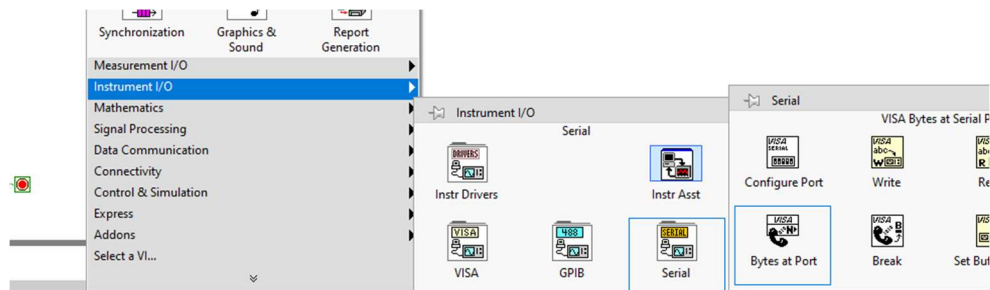 Synchronization
Graphics & Sound
Report Generation
Measurement I/O
Instrument I/O
Mathematics
Signal Processing
Data Communication
Connectivity
Control & Simulation
Express
Addons
Select a VI...
Instrument I/O
Serial
DRIVERS
Instr Drivers
Instr Asst
VISA
VISA
488
GPIB
SERIAL
Serial
Serial
VISA Bytes at Serial P
VISA SERIAL
Configure Port
VISA abc W
Write
R
Re
VISA N
Bytes at Port
VISA B
Break
Set Buf